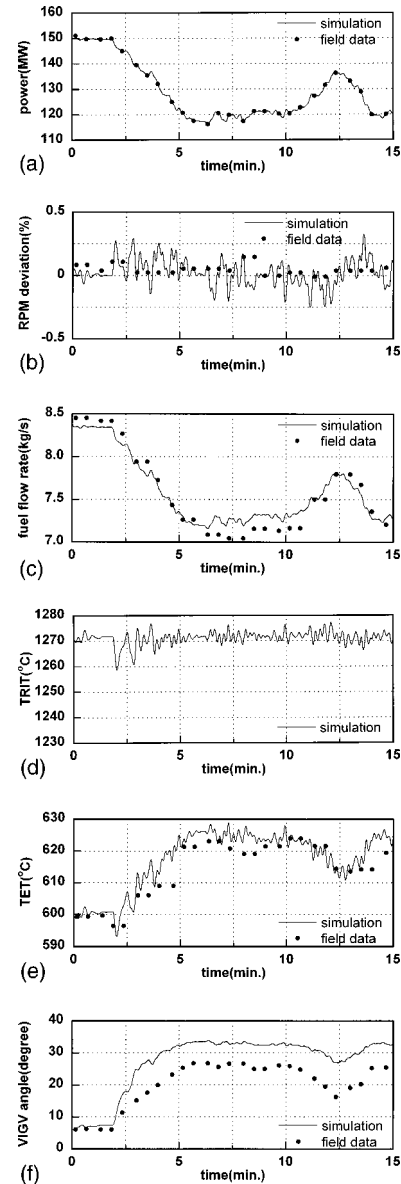 160
150
140
130
120
110
power(MW)
simulation
field data
0
5
10
15
time(min.)
(a)
0.5
0
-0.5
RPM deviation(%)
simulation
field data
0
5
10
15
time(min.)
(b)
8.5
8.0
7.5
7.0
fuel flow rate(kg/s)
simulation
field data
0
5
10
15
time(min.)
(c)
1280
1270
1260
1250
1240
1230
TRIT(°C)
simulation
0
5
10
15
time(min.)
(d)
630
620
610
600
590
TET(°C)
simulation
field data
0
5
10
15
time(min.)
(e)
40
30
20
10
0
VIGV angle(degree)
simulation
field data
0
5
10
15
time(min.)
(f)